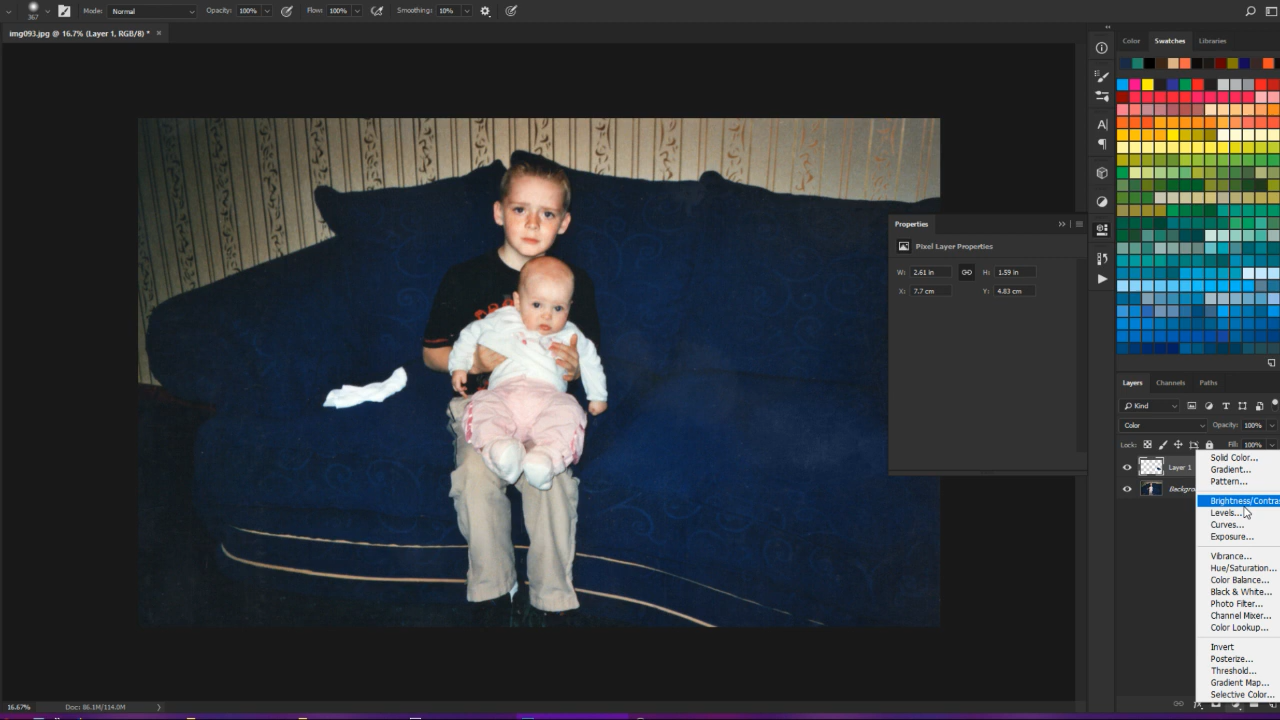 367 Mode: Normal Opacity: 100% Flow: 100% Smoothing: 10%
img093.jpg @ 16.7% (Layer 1, RGB/8) * ×
Color Swatches Libraries
Properties
Pixel Layer Properties
W: 2.61 in H: 1.59 in
X: 7.7 cm Y: 4.83 cm
Layers Channels Paths
Kind
Color Opacity: 100%
Lock: Fill: 100%
Layer 1
Backgro
Solid Color...
Gradient...
Pattern...
Brightness/Contras
Levels...
Curves...
Exposure...
Vibrance...
Hue/Saturation...
Color Balance...
Black & White...
Photo Filter...
Channel Mixer...
Color Lookup...
Invert
Posterize...
Threshold...
Gradient Map...
Selective Color...
16.67% Doc: 86.1M/114.0M